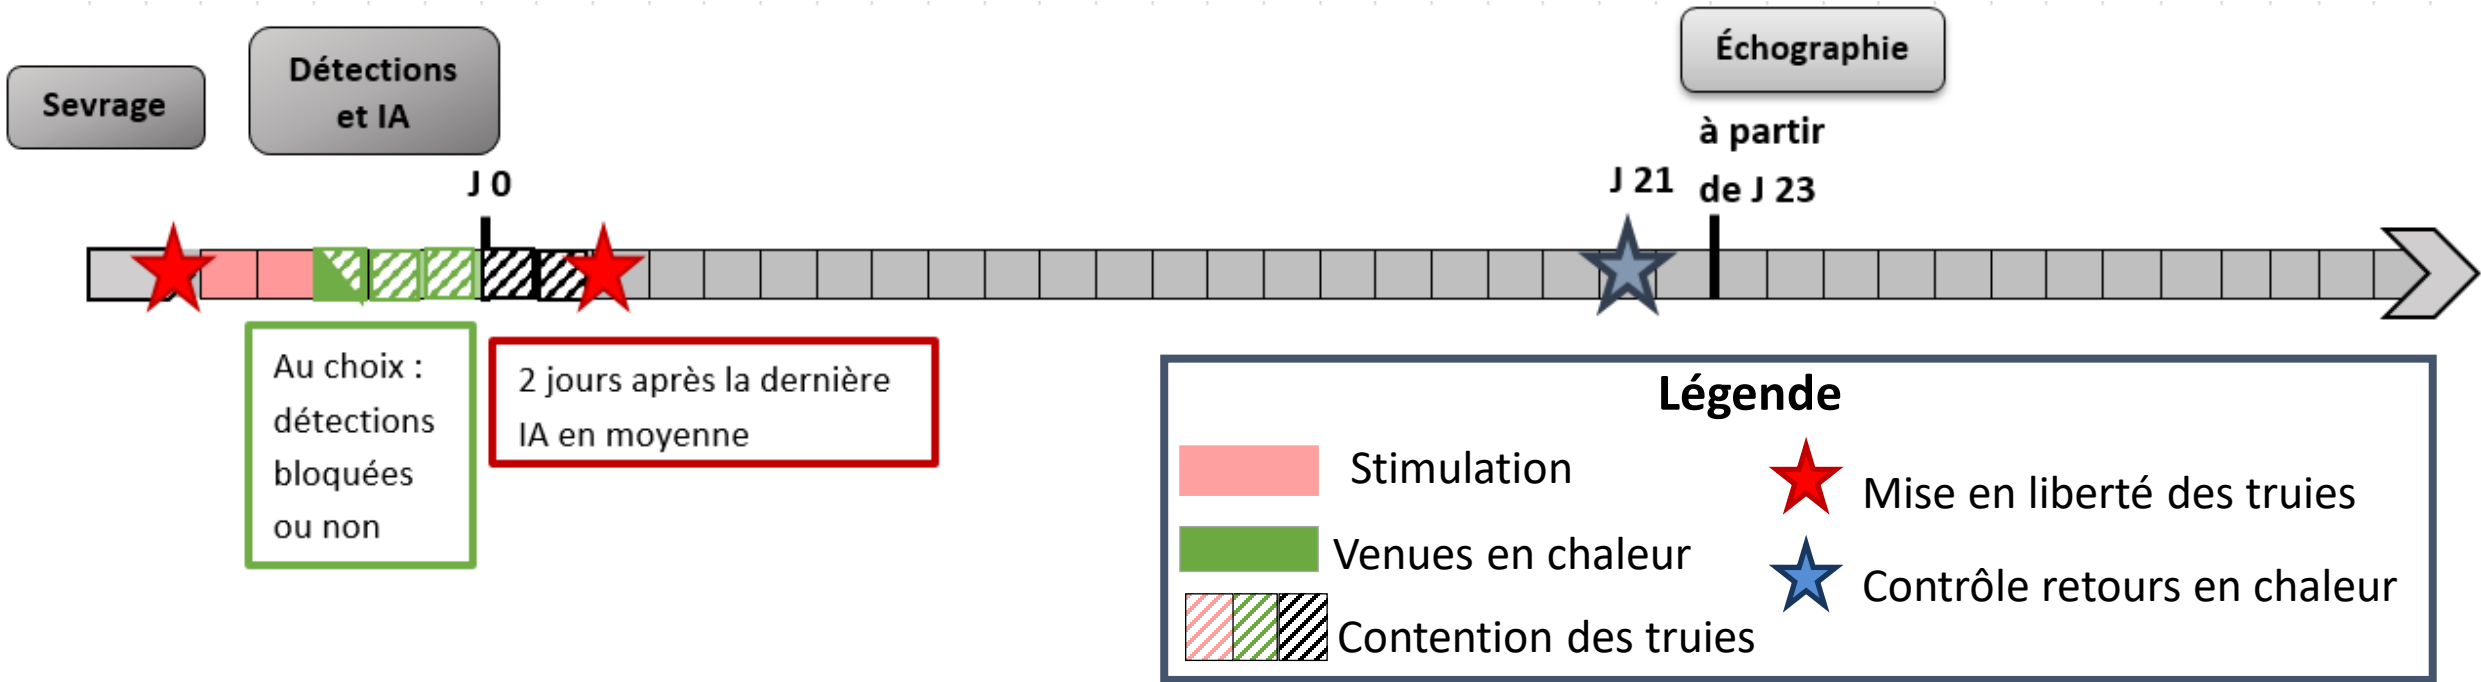 Sevrage
Détections
et IA
J 0
Échographie
à partir
de J 23
J 21
Au choix :
détections
bloquées
ou non
2 jours après la dernière
IA en moyenne
Légende
Stimulation
Venues en chaleur
Contention des truies
Mise en liberté des truies
Contrôle retours en chaleur